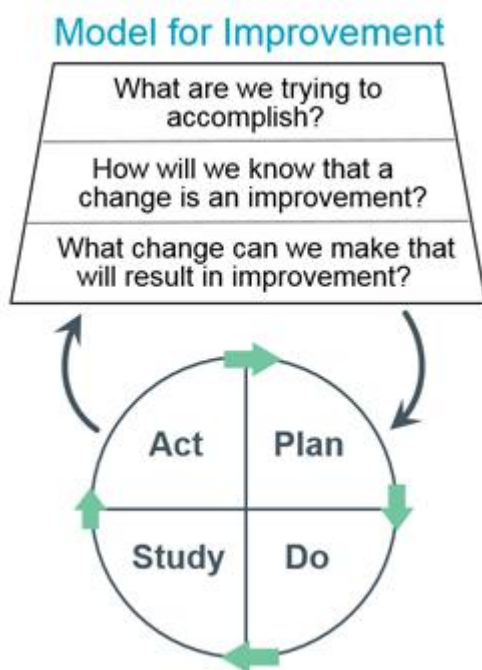 Model for Improvement
What are we trying to
accomplish?
How will we know that a
change is an improvement?
What change can we make that
will result in improvement?
Act
Plan
Study
Do